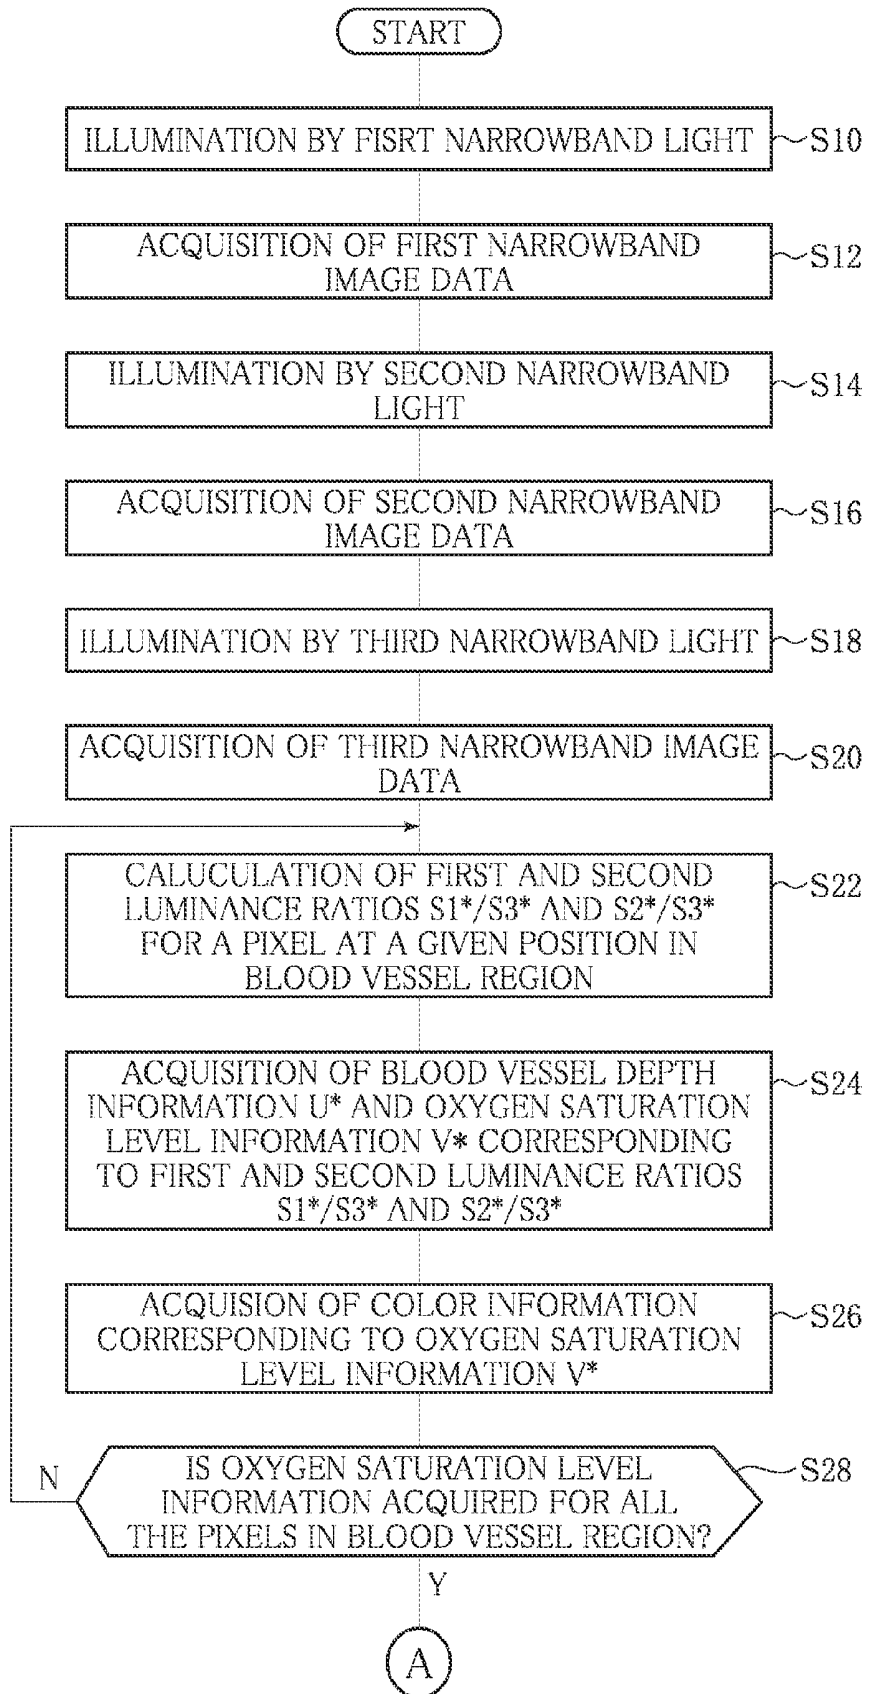 START
ILLUMINATION BY FISRT NARROWBAND LIGHT
S10
ACQUISITION OF FIRST NARROWBAND
IMAGE DATA
S12
ILLUMINATION BY SECOND NARROWBAND
LIGHT
S14
ACQUISITION OF SECOND NARROWBAND
IMAGE DATA
S16
ILLUMINATION BY THIRD NARROWBAND LIGHT
S18
ACQUISITION OF THIRD NARROWBAND IMAGE
DATA
S20
CALUCULATION OF FIRST AND SECOND
LUMINANCE RATIOS S1*/S3* AND S2*/S3*
FOR A PIXEL AT A GIVEN POSITION IN
BLOOD VESSEL REGION
S22
ACQUISITION OF BLOOD VESSEL DEPTH
INFORMATION U* AND OXYGEN SATURATION
LEVEL INFORMATION V* CORRESPONDING
TO FIRST AND SECOND LUMINANCE RATIOS
S1*/S3* AND S2*/S3*
S24
ACQUISION OF COLOR INFORMATION
CORRESPONDING TO OXYGEN SATURATION
LEVEL INFORMATION V*
S26
IS OXYGEN SATURATION LEVEL
INFORMATION ACQUIRED FOR ALL
THE PIXELS IN BLOOD VESSEL REGION?
S28
N
Y
A